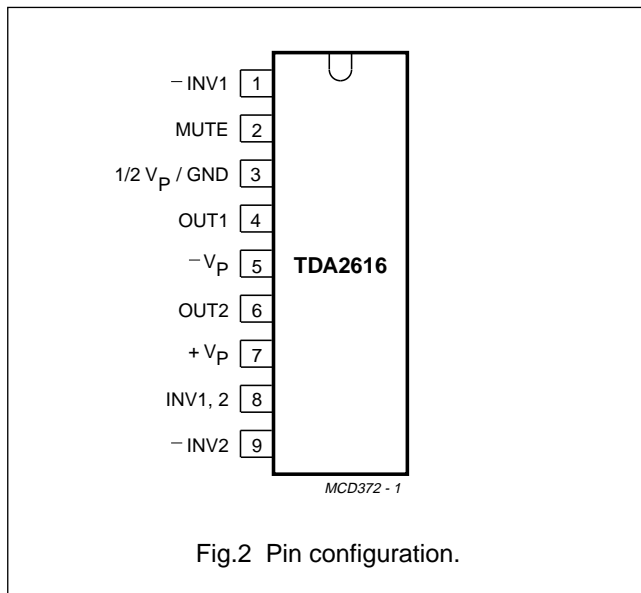 −INV1 1
MUTE 2
1/2 VP / GND 3
OUT1 4
−VP 5
TDA2616
OUT2 6
+VP 7
INV1, 2 8
−INV2 9
MCD372 - 1
Fig.2 Pin configuration.